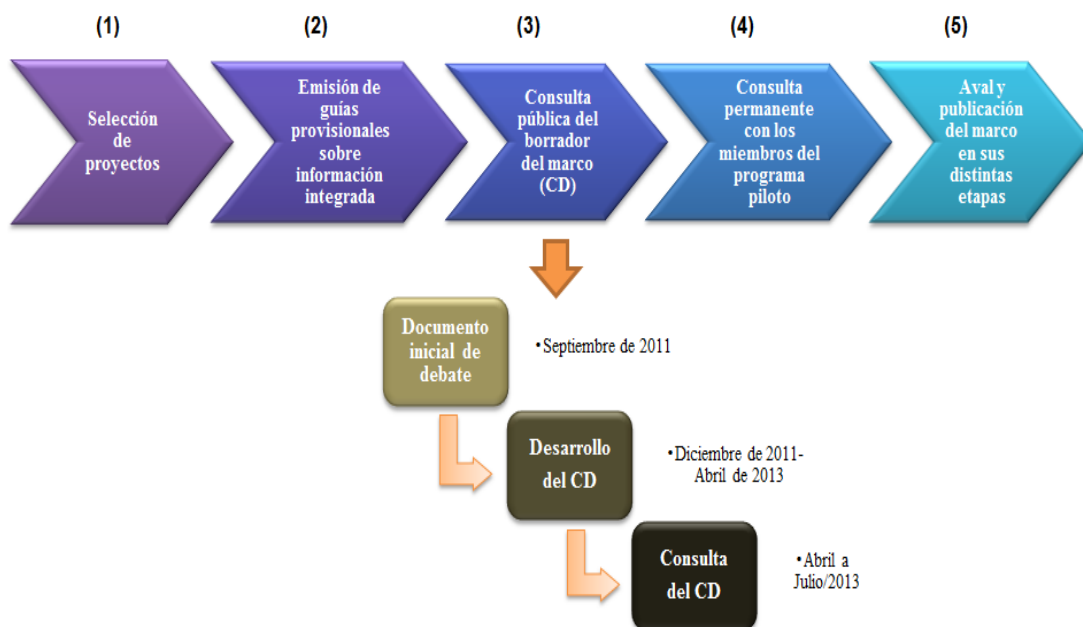 (1)
(2)
(3)
(4)
(5)
Selección
de
proyectos
Emisión de
guías
provisionales
sobre
información
integrada
Consulta
pública del
borrador
del marco
(CD)
Consulta
permanente
con los
miembros del
programa
piloto
Aval y
publicación
del marco
en sus
distintas
etapas
Documento
inicial de
debate
•Septiembre de 2011
Desarrollo
del CD
•Diciembre de 2011-
Abril de 2013
Consulta
del CD
•Abril a
Julio/2013